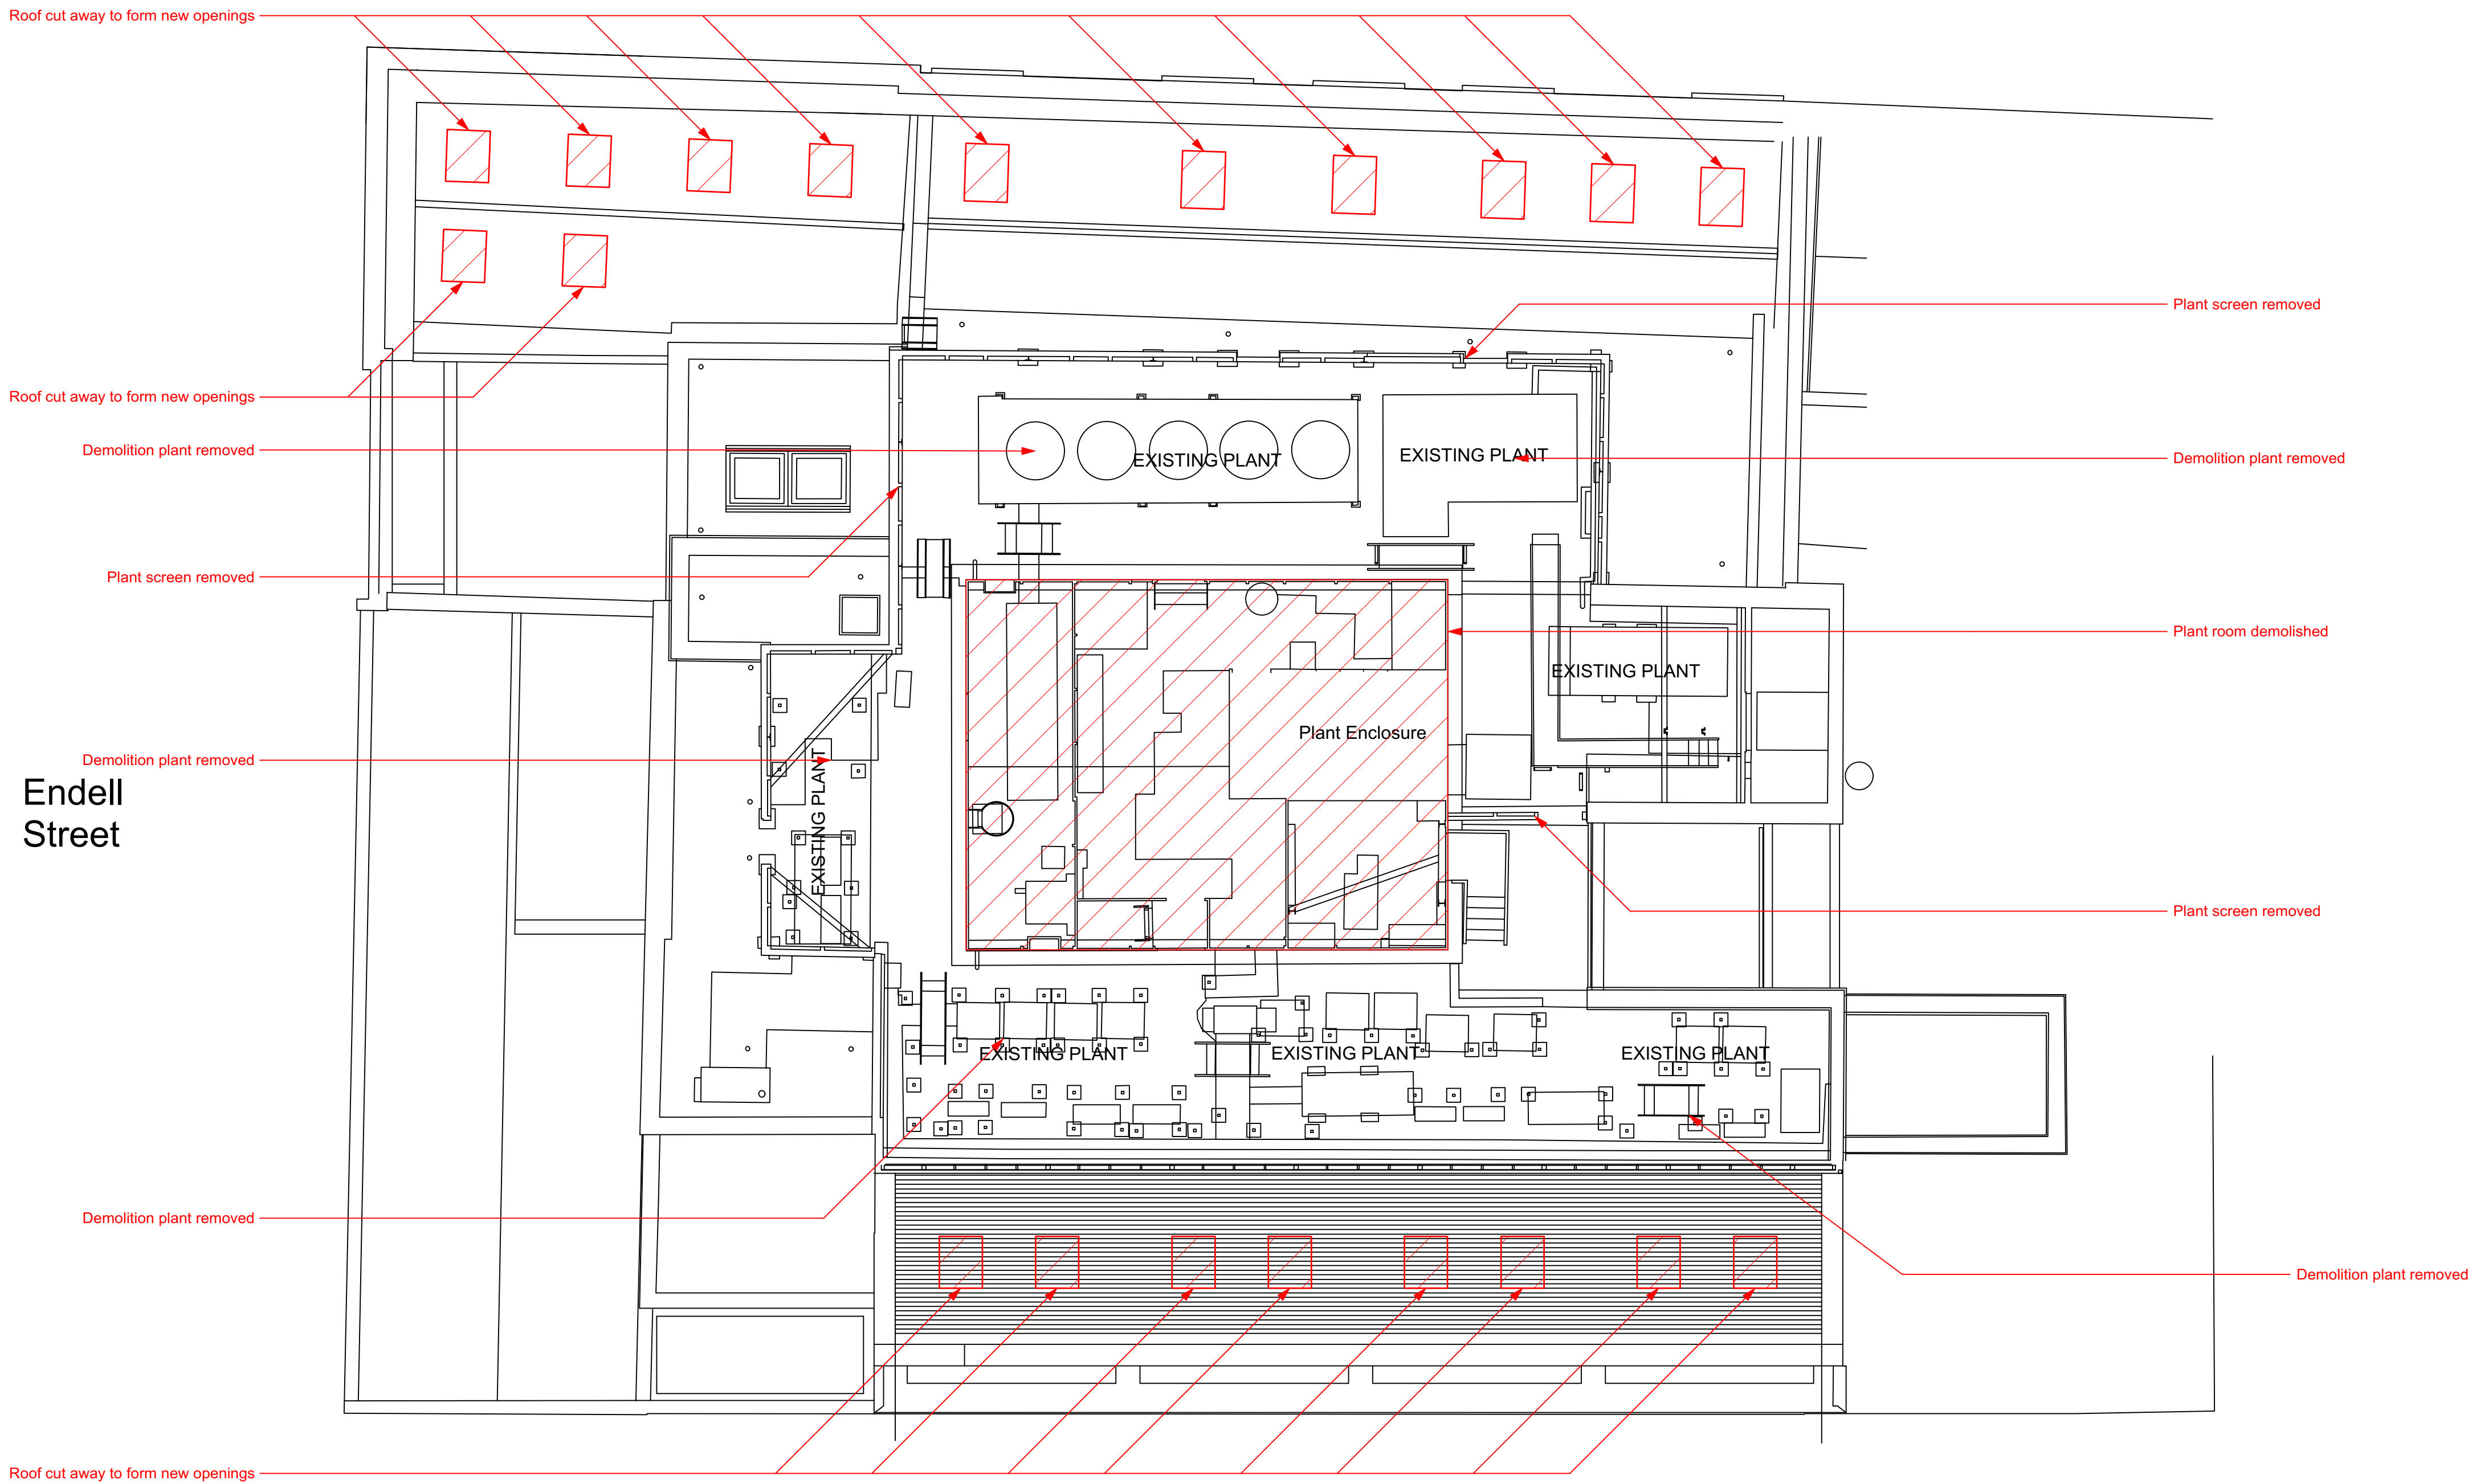 Roof cut away to form new openings
Plant screen removed
Roof cut away to form new openings
Demolition plant removed
EXISTING PLANT
EXISTING PLANT
Demolition plant removed
Plant screen removed
Plant room demolished
EXISTING PLANT
Plant Enclosure
Demolition plant removed
EXISTING PLANT
Endell
Street
Plant screen removed
EXISTING PLANT
EXISTING PLANT
EXISTING PLANT
Demolition plant removed
Demolition plant removed
Roof cut away to form new openings